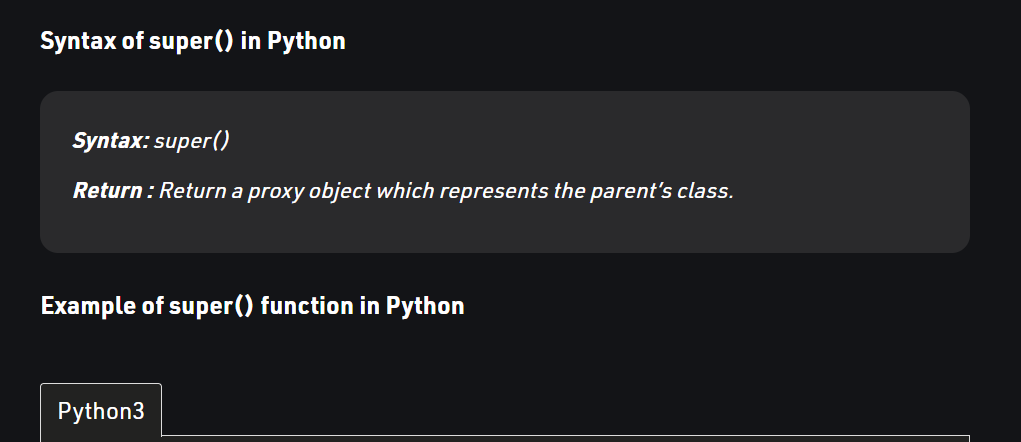 Syntax of super() in Python
Syntax: super()
Return : Return a proxy object which represents the parent’s class.
Example of super() function in Python
Python3